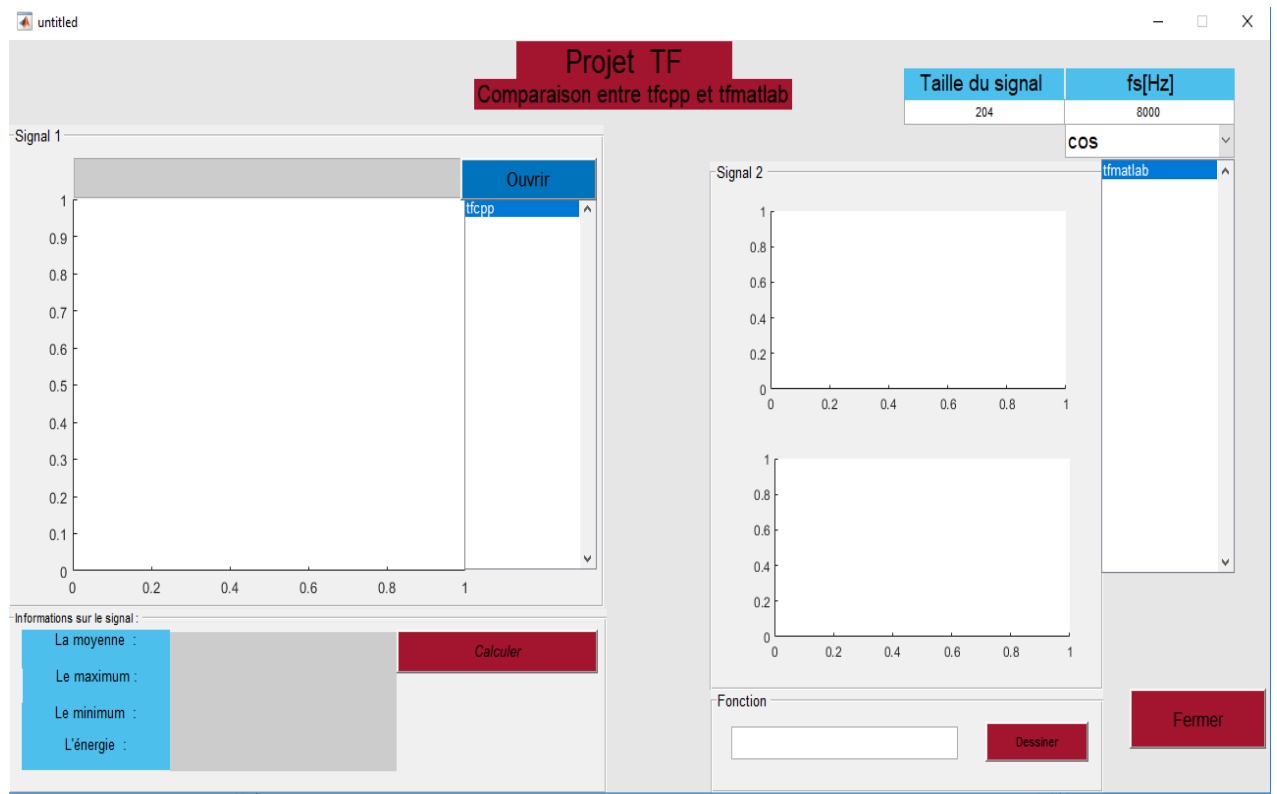 untitled
Projet TF
Comparaison entre tfcpp et tfmatlab
Taille du signal fs[Hz]
204 8000
cos
Signal 1
Ouvrir
tfcpp
1
0.9
0.8
0.7
0.6
0.5
0.4
0.3
0.2
0.1
0
0 0.2 0.4 0.6 0.8 1
Informations sur le signal :
La moyenne :
Le maximum :
Le minimum :
L'énergie :
Calculer
Signal 2
tfmatlab
1
0.8
0.6
0.4
0.2
0
0 0.2 0.4 0.6 0.8 1
1
0.8
0.6
0.4
0.2
0
0 0.2 0.4 0.6 0.8 1
Fonction
Dessiner
Fermer